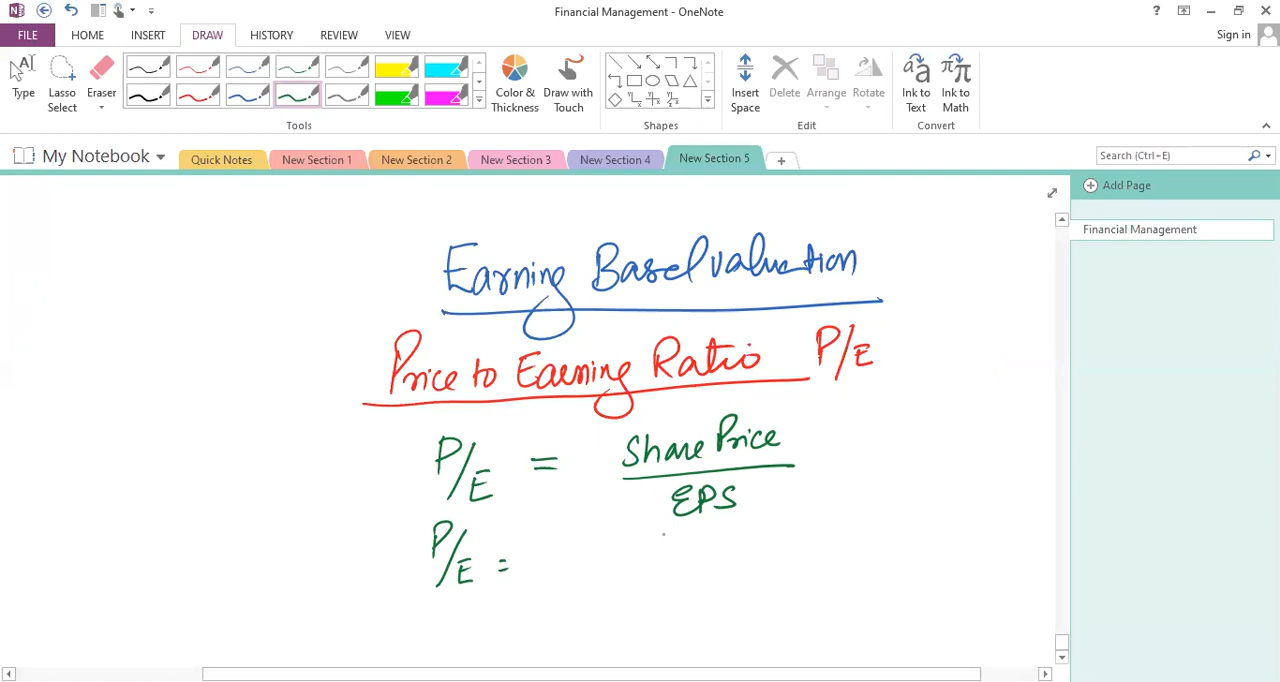 Financial Management - OneNote
?
FILE HOME INSERT DRAW HISTORY REVIEW VIEW
Sign in
Type
Lasso Select
Eraser
Color & Thickness
Draw with Touch
Insert Space
Delete
Arrange
Rotate
Ink to Text
Ink to Math
Tools Shapes Edit Convert
My Notebook Quick Notes New Section 1 New Section 2 New Section 3 New Section 4 New Section 5
Search (Ctrl+E)
Add Page
Financial Management
Earning Based valuation
Price to Earning Ratio P/E
P/E = Share Price
EPS
P/E =